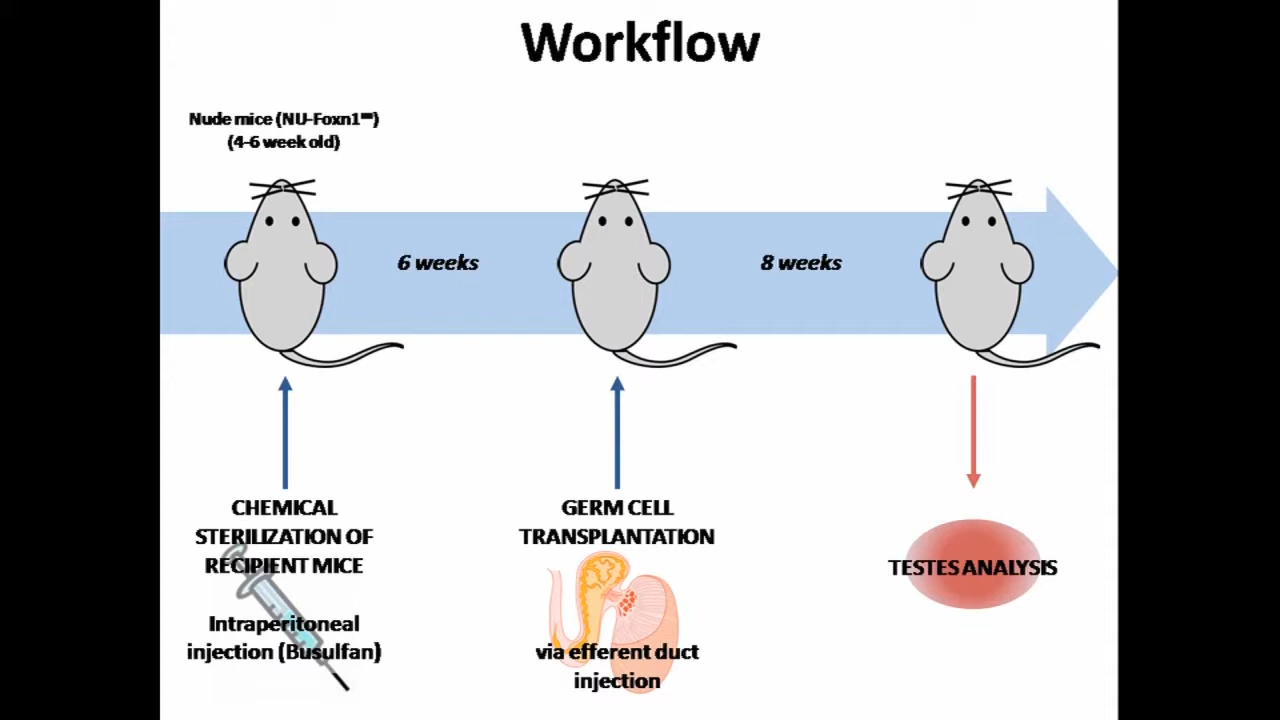 Workflow
Nude mice (NU-Foxn1
(4-6 week old)
6 weeks
8 weeks
CHEMICAL
STERILIZATION OF
RECIPIENT MICE
Intraperitoneal
injection (Busulfan)
GERM CELL
TRANSPLANTATION
via efferent duct
injection
TESTES ANALYSIS